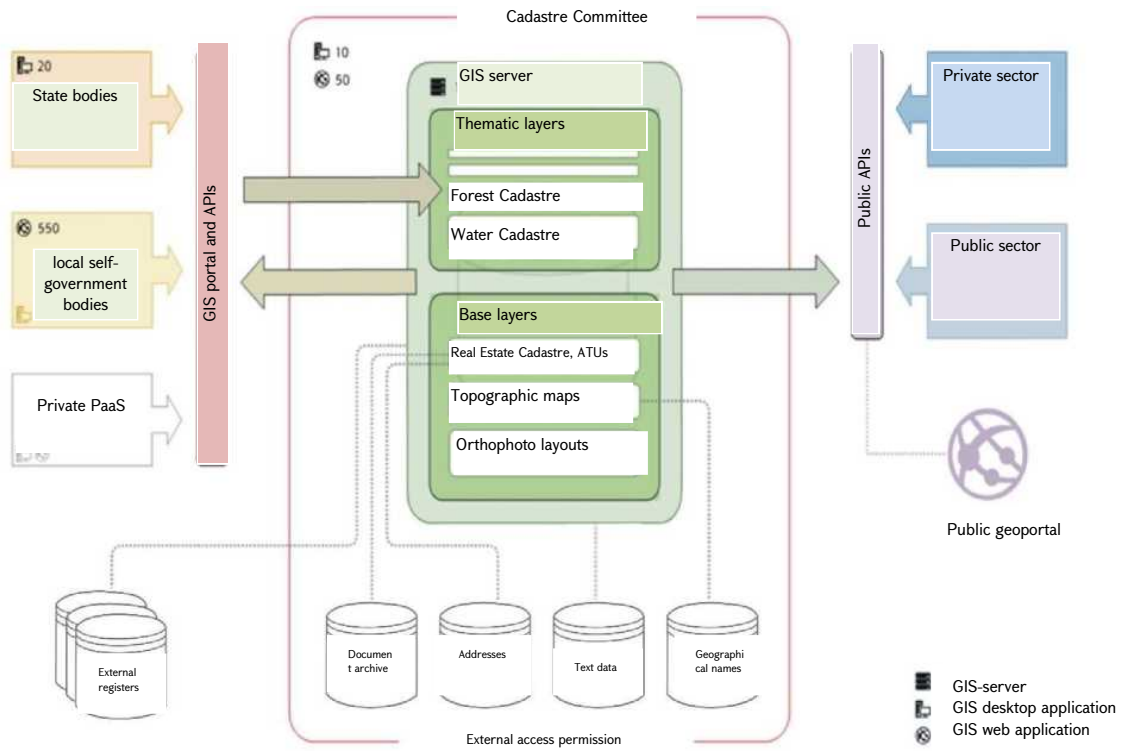 Cadastre Committee
20
State bodies
550
local self-
government
bodies
Private PaaS
GIS portal and APIs
10
50
GIS server
Thematic layers
Forest Cadastre
Water Cadastre
Base layers
Real Estate Cadastre, ATUs
Topographic maps
Orthophoto layouts
Public APIs
Private sector
Public sector
Public geoportal
External
registers
Documen
t archive
Addresses
Text data
Geographi
cal names
External access permission
GIS-server
GIS desktop application
GIS web application